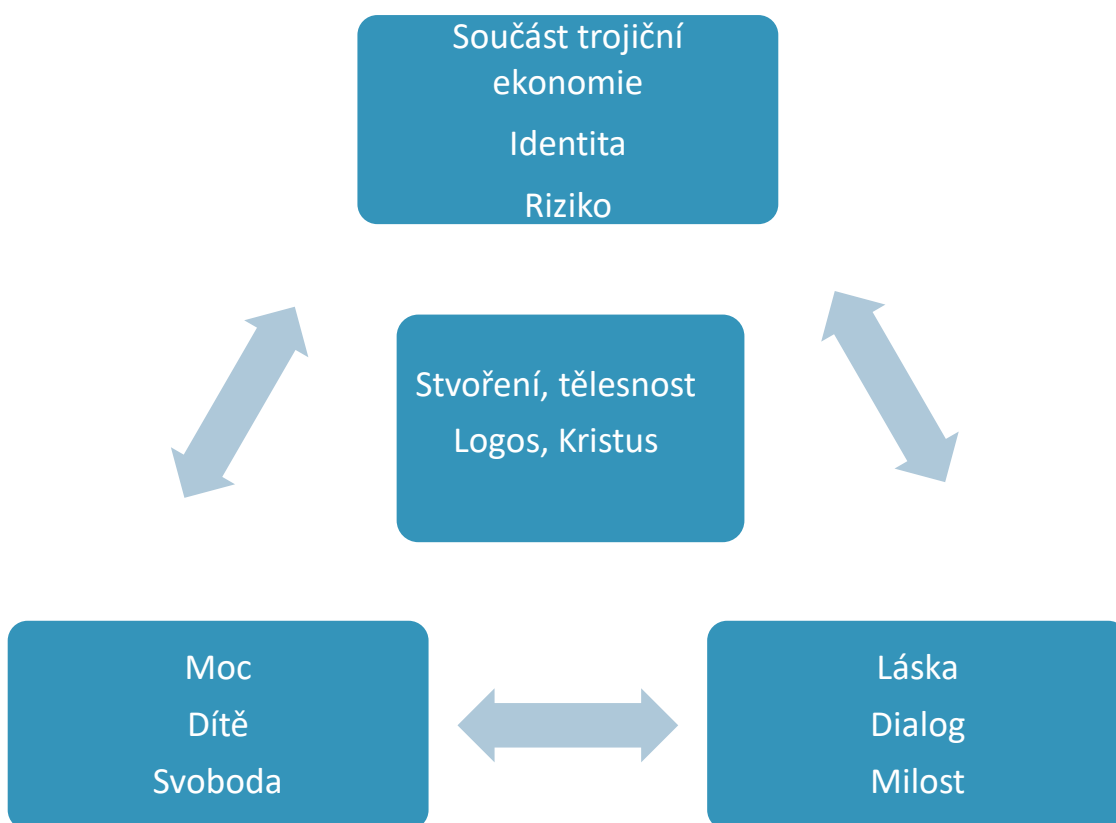 Součást trojiční
ekonomie
Identita
Riziko
Stvoření, tělesnost
Logos, Kristus
Moc
Dítě
Svoboda
Láska
Dialog
Milost